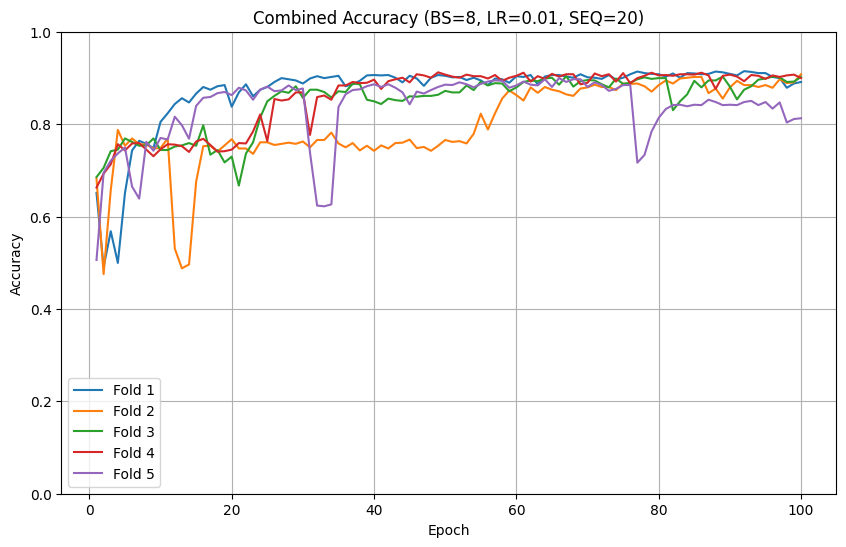 Combined Accuracy (BS=8, LR=0.01, SEQ=20)
1.0
0.8
0.6
0.4
0.2
0.0
Accuracy
Fold 1
Fold 2
Fold 3
Fold 4
Fold 5
0 20 40 60 80 100
Epoch